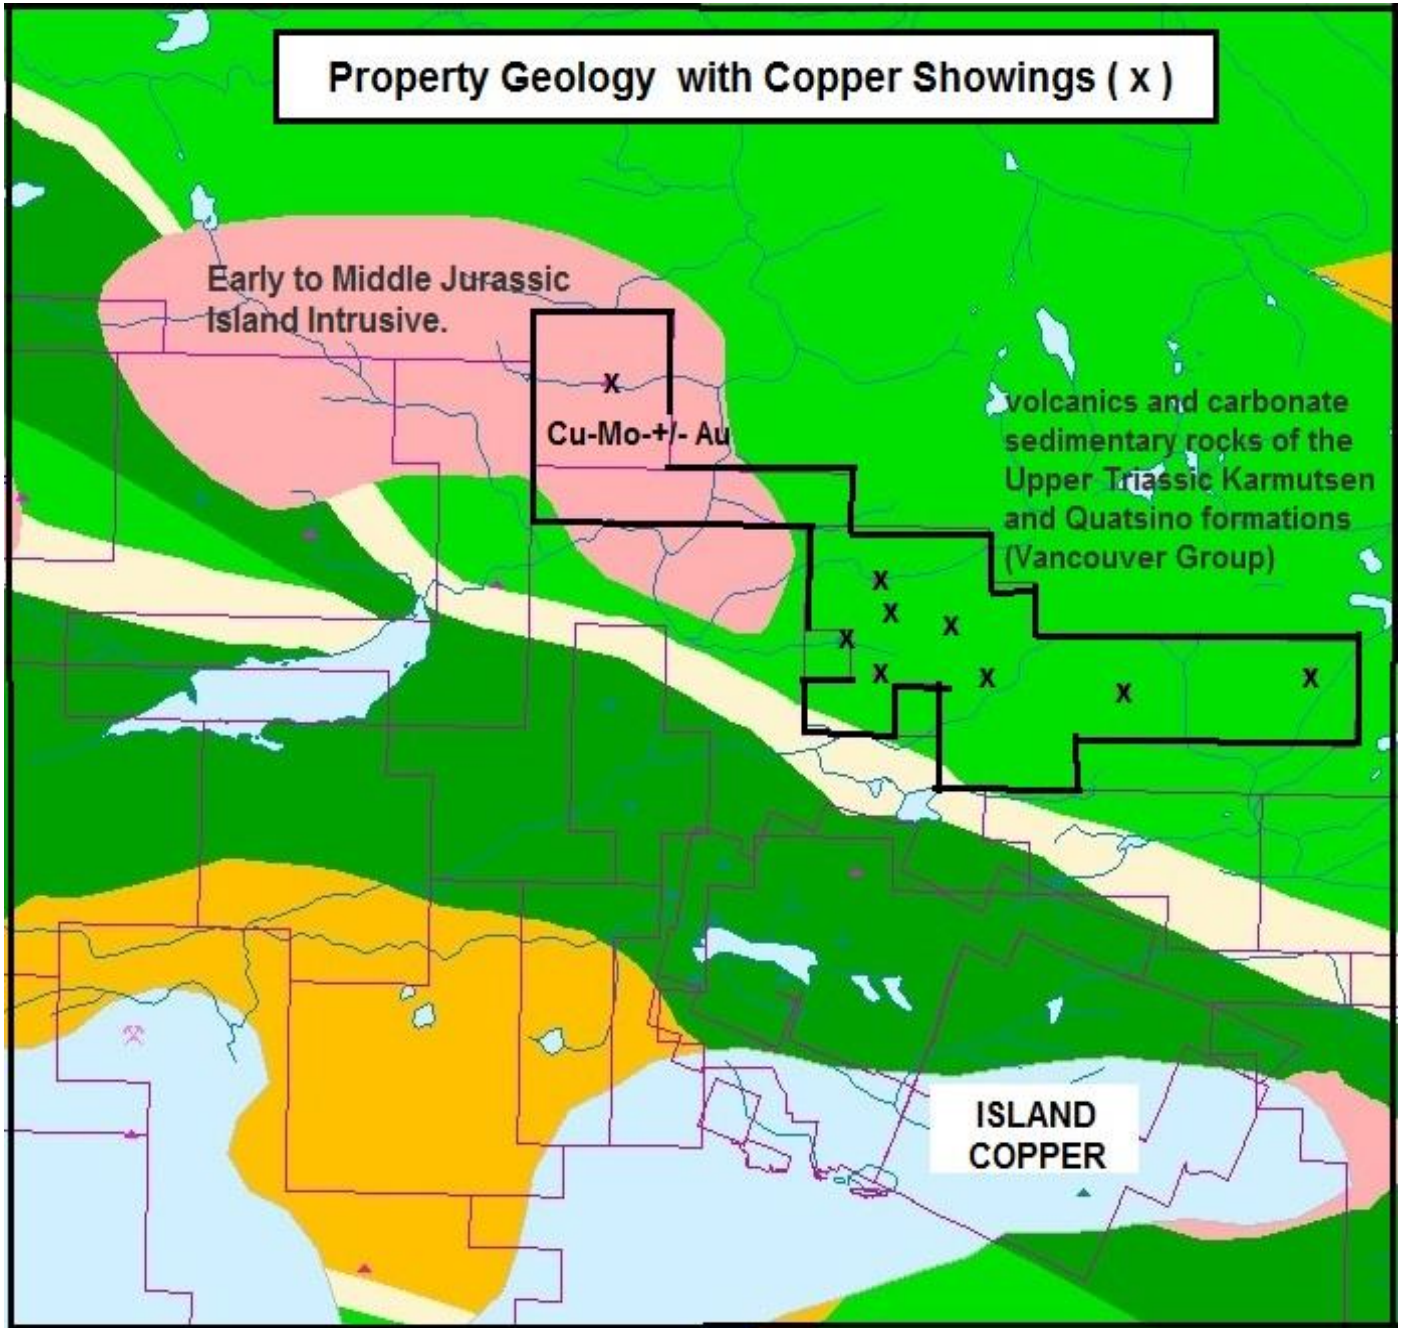 Property Geology with Copper Showings ( x )
Early to Middle Jurassic
Island Intrusive.
x
Cu-Mo-+/- Au
volcanics and carbonate
sedimentary rocks of the
Upper Triassic Karmutsen
and Quatsino formations
(Vancouver Group)
x
x
x
x
x
x
x
x
ISLAND
COPPER